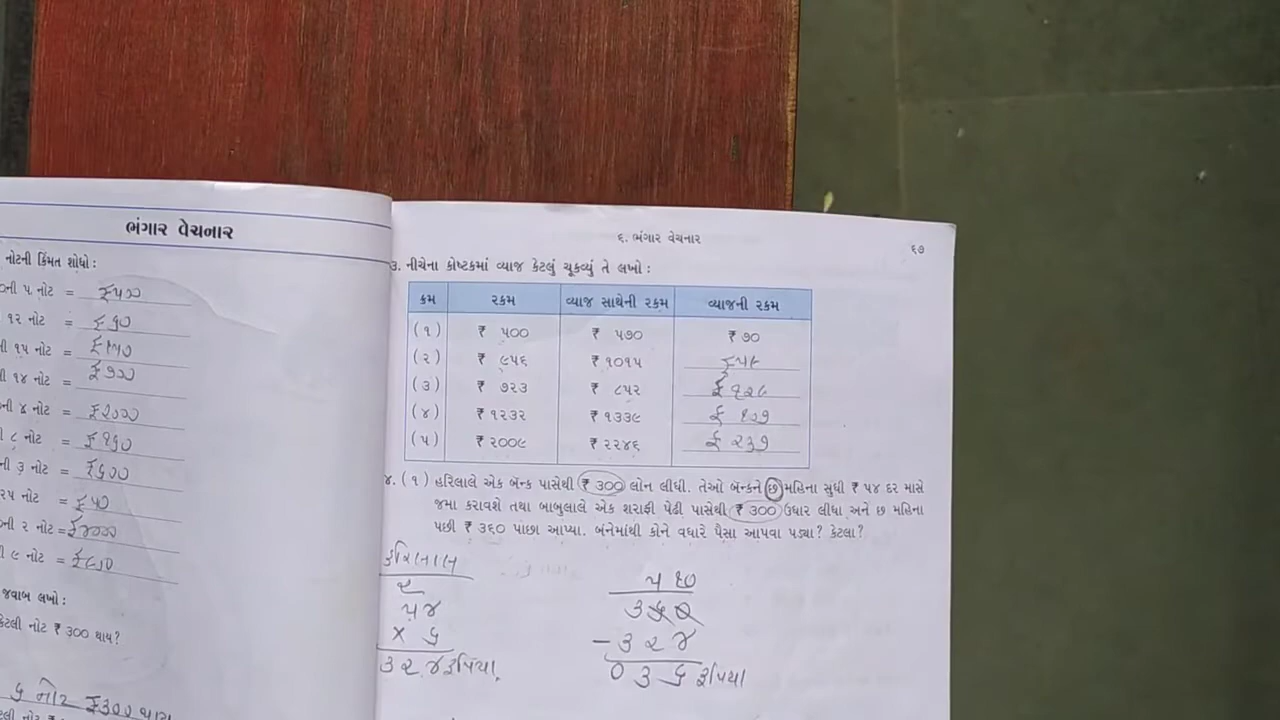 ભંગાર વેચનાર
નોટની કિંમત શોધો :
ની ૫ નોટ = ₹૫૦૦
૧૨ નોટ = ₹૬૦
ની ૧૫ નોટ = ₹૧૫૦
ની ૧૪ નોટ = ₹૭૦૦
ની ૪ નોટ = ₹૨૦૦૦
૮ નોટ = ₹૧૬૦
ની ૩ નોટ = ₹૬૦૦
૨૫ નોટ = ₹૫૦
ની ૨ નોટ =
ની ૯ નોટ = ₹૯૦
જવાબ લખો :
કેટલી નોટ ₹ ૩૦૦ થાય?
૬ નોટ ₹૩૦૦ થાય
૬. ભંગાર વેચનાર
૬૭
૩. નીચેના કોષ્ટકમાં વ્યાજ કેટલું ચૂકવ્યું તે લખો :
ક્રમ રકમ વ્યાજ સાથેની રકમ વ્યાજની રકમ
(૧) ₹ ૫૦૦ ₹ ૫૭૦ ₹ ૭૦
(૨) ₹ ૯૫૬ ₹ ૧૦૧૫ ₹૫૯
(૩) ₹ ૭૨૩ ₹ ૮૫૨ ₹૧૨૯
(૪) ₹ ૧૨૩૨ ₹ ૧૩૩૯ ₹ ૧૦૭
(૫) ₹ ૨૦૦૯ ₹ ૨૨૪૬ ₹ ૨૩૭
૪. (૧) હરિલાલે એક બૅન્ક પાસેથી ₹ ૩૦૦ લોન લીધી. તેઓ બૅન્કને છ મહિના સુધી ₹ ૫૪ દર માસે
જમા કરાવશે તથા બાબુલાલે એક શરાફી પેઢી પાસેથી ₹ ૩૦૦ ઉધાર લીધા અને છ મહિના
પછી ₹ ૩૬૦ પાછા આપ્યા. બંનેમાંથી કોને વધારે પૈસા આપવા પડ્યા? કેટલા?
હરિલાલ
૨
૫૪
× ૬
૩૨૪ રૂપિયા.
૫ ૧૦
૩૬૦
- ૩૨૪
૦૩૬ રૂપિયા